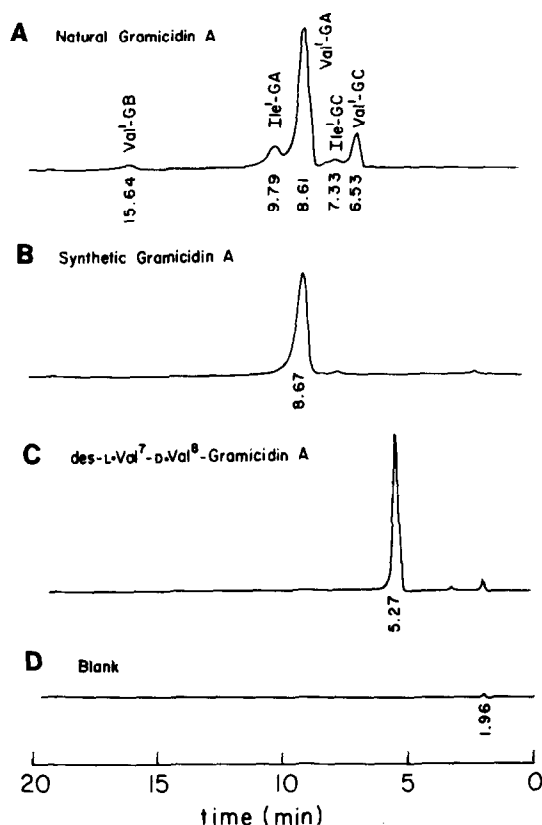 A Natural Gramicidin A
Val¹-GB
Ile¹-GA
Val¹-GA
Ile¹-GC
Val¹-GC
15.64
9.79
8.61
7.33
6.53
B Synthetic Gramicidin A
8.67
C des-L•Val⁷-D•Val⁸-Gramicidin A
5.27
D Blank
1.96
20 15 10 5 0
time (min)